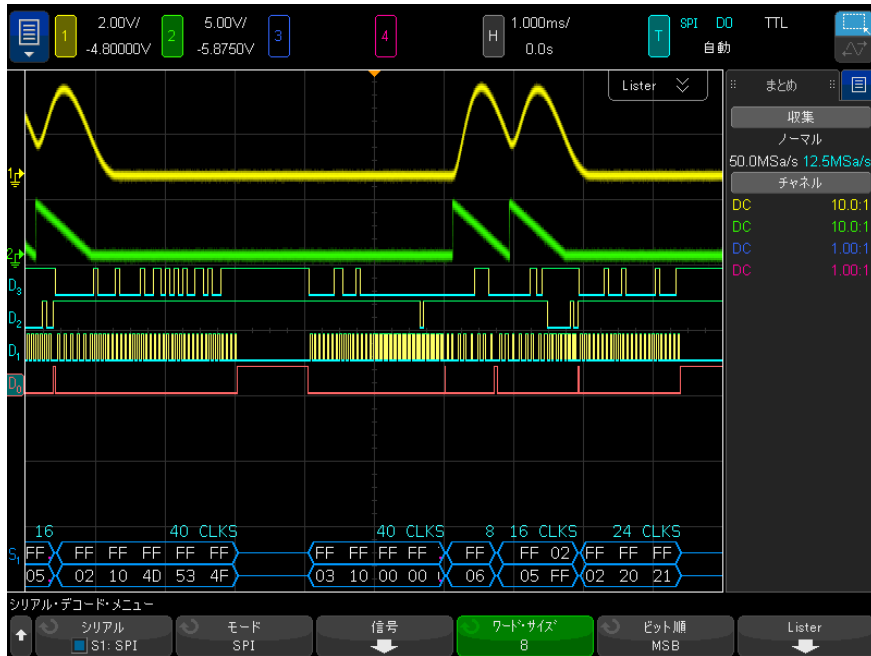 1 2.00V/ 2 5.00V/ 3 4 H 1.000ms/ T SPI D0 TTL
-4.80000V -5.8750V 0.0s 自動
Lister
まとめ
収集
ノーマル
50.0MSa/s 12.5MSa/s
チャネル
DC 10.0:1
DC 10.0:1
DC 1.00:1
DC 1.00:1
1
2
D3
D2
D1
D0
16 40 CLKS 40 CLKS 8 16 CLKS 24 CLKS
S1 FF FF FF FF FF FF FF FF FF FF FF FF 02 FF FF FF
05 02 10 4D 53 4F 03 10 00 00 06 05 FF 02 20 21
シリアル・デコード・メニュー
シリアル モード 信号 ワード・サイズ ビット順 Lister
S1: SPI SPI 8 MSB